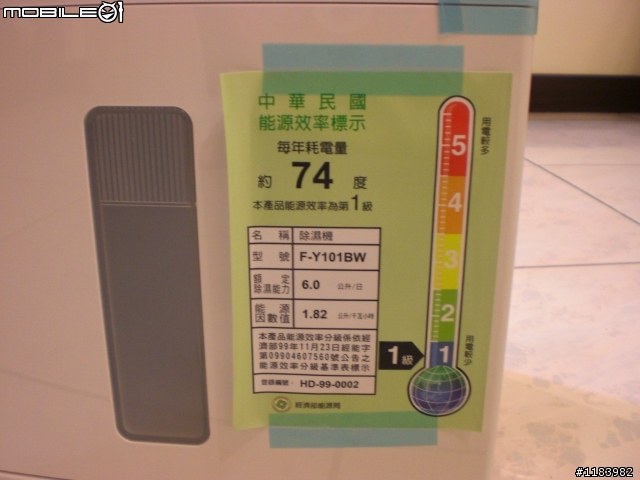 MOBILE01
中華民國
能源效率標示
每年耗電量
約 74 度
本產品能源效率為第1級
名稱 除濕機
型號 F-Y101BW
額定除濕能力 6.0 公升/日
能源因數值 1.82 公升/千瓦小時
本產品能源效率分級係依經
濟部99年11月23日經能字
第09904607560號公告之
能源效率分級基準表標示
登錄編號: HD-99-0002
經濟部能源局
用電較多
5
4
3
2
1
1級
用電較少
#1183982